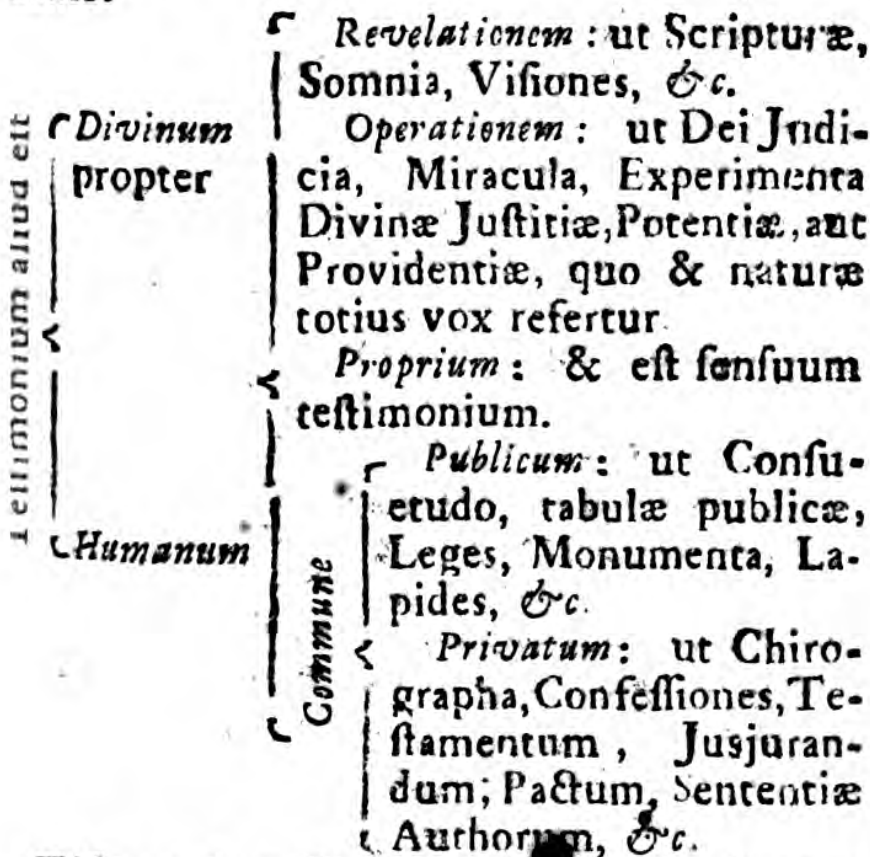 Testimonium aliud est
Divinum
propter
Revelationem : ut Scripturæ,
Somnia, Viſiones, &c.
Operationem : ut Dei Judi-
cia, Miracula, Experimenta
Divinæ Juſtitiæ, Potentiæ, aut
Providentiæ, quo & naturæ
totius vox refertur
Humanum
Proprium : & eſt ſenſuum
teſtimonium.
Commune
Publicum : ut Conſu-
etudo, tabulæ publicæ,
Leges, Monumenta, La-
pides, &c.
Privatum : ut Chiro-
grapha, Confeſſiones, Te-
ſtamentum , Jusjuran-
dum; Pactum, Sententiæ
Authorum, &c.